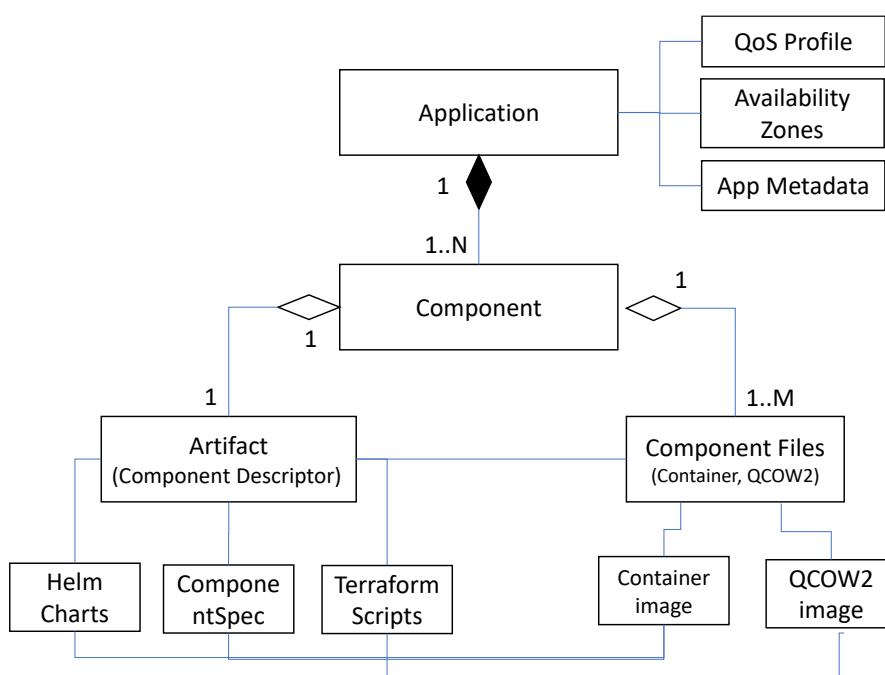 QoS Profile
Application
Availability
Zones
App Metadata
1
1..N
Component
1
1
1
1..M
Artifact
(Component Descriptor)
Component Files
(Container, QCOW2)
Helm
Charts
Compone
ntSpec
Terraform
Scripts
Container
image
QCOW2
image